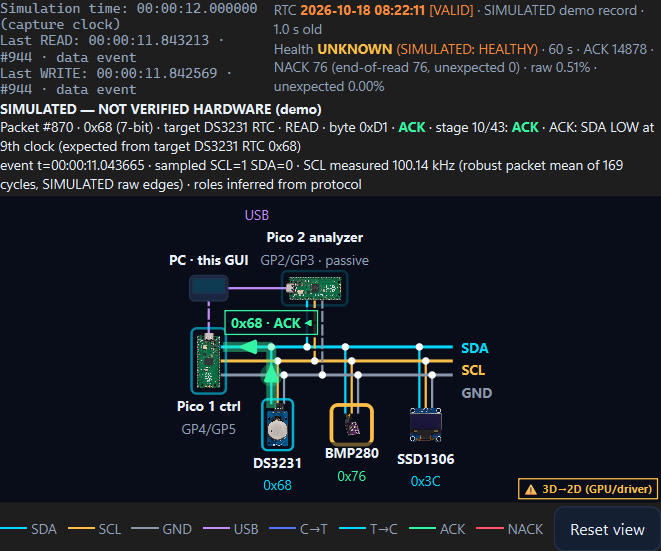 Simulation time: 00:00:12.000000
(capture clock)
Last READ: 00:00:11.843213 ·
#944 · data event
Last WRITE: 00:00:11.842569 ·
#944 · data event
RTC 2026-10-18 08:22:11 [VALID] · SIMULATED demo record ·
1.0 s old
Health UNKNOWN (SIMULATED: HEALTHY) · 60 s · ACK 14878 ·
NACK 76 (end-of-read 76, unexpected 0) · raw 0.51% ·
unexpected 0.00%
SIMULATED — NOT VERIFIED HARDWARE (demo)
Packet #870 · 0x68 (7-bit) · target DS3231 RTC · READ · byte 0xD1 · ACK · stage 10/43: ACK · ACK: SDA LOW at
9th clock (expected from target DS3231 RTC 0x68)
event t=00:00:11.043665 · sampled SCL=1 SDA=0 · SCL measured 100.14 kHz (robust packet mean of 169
cycles, SIMULATED raw edges) · roles inferred from protocol
USB
Pico 2 analyzer
PC · this GUI
GP2/GP3 · passive
0x68 · ACK ◂
SDA
SCL
GND
Pico 1 ctrl
GP4/GP5
DS3231
0x68
BMP280
0x76
SSD1306
0x3C
⚠ 3D→2D (GPU/driver)
SDA
SCL
GND
USB
C→T
T→C
ACK
NACK
Reset view